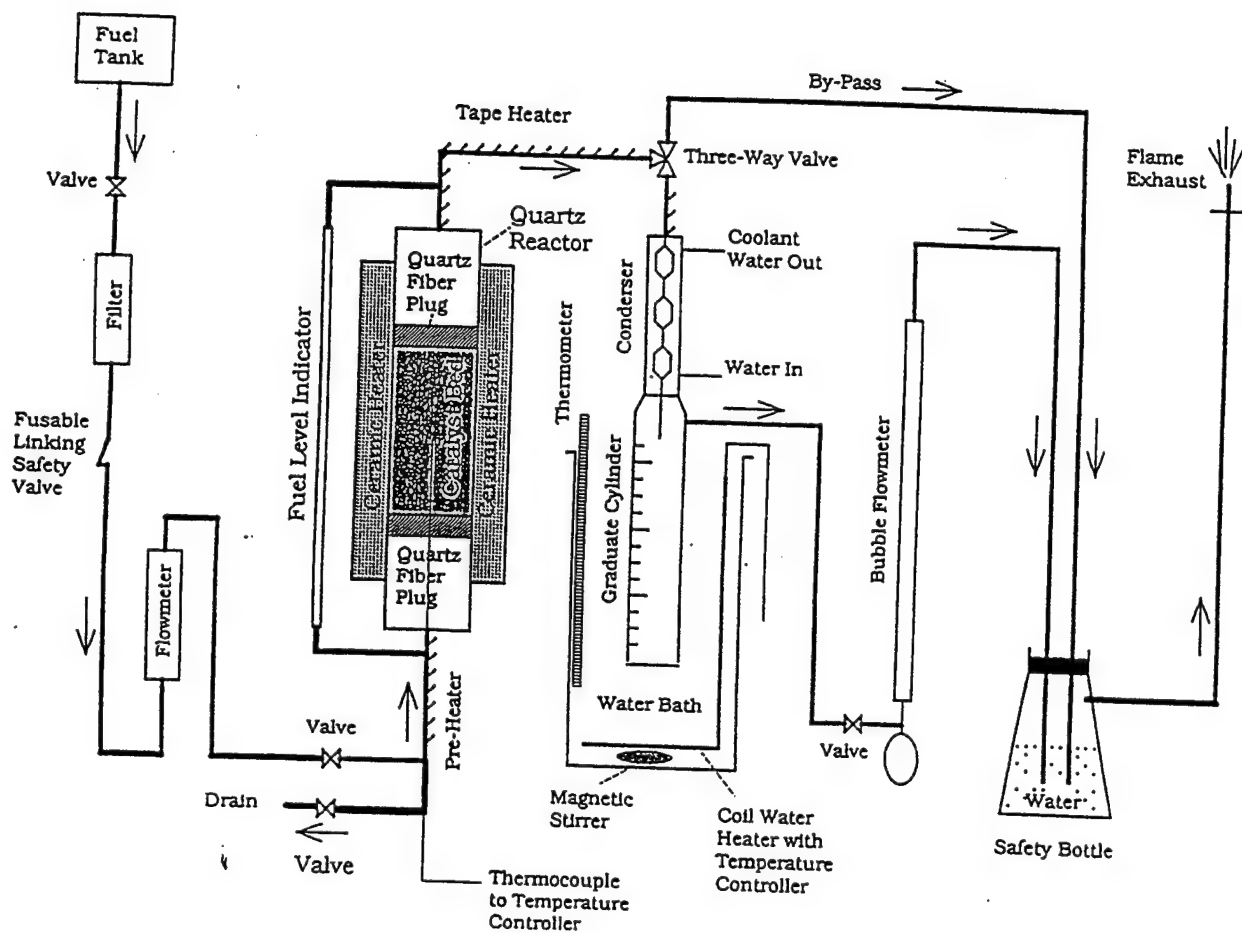 Fuel
Tank
Valve
Filter
Fusable
Linking
Safety
Valve
Flowmeter
Drain
Valve
Valve
Pre-Heater
Thermocouple
to Temperature
Controller
Fuel Level Indicator
Tape Heater
Quartz
Reactor
Quartz
Fiber
Plug
Ceramic Heater
Catalyst Bed
Ceramic Heater
Quartz
Fiber
Plug
By-Pass
Three-Way Valve
Coolant
Water Out
Conderser
Water In
Thermometer
Graduate Cylinder
Water Bath
Magnetic
Stirrer
Coil Water
Heater with
Temperature
Controller
Valve
Bubble Flowmeter
Flame
Exhaust
Water
Safety Bottle